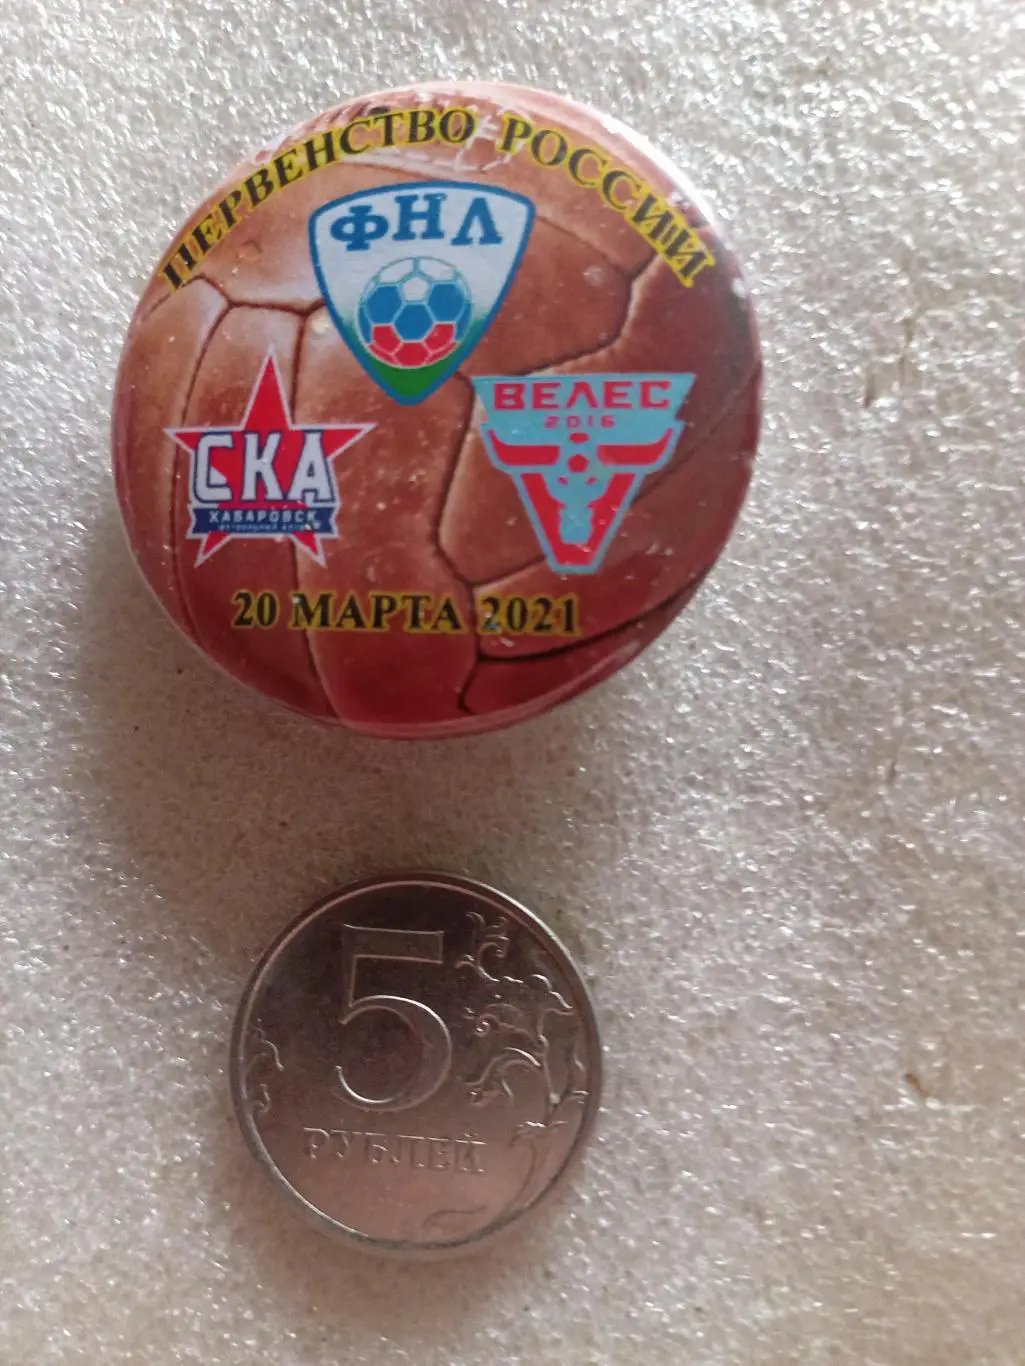 ПЕРВЕНСТВО РОССИИ
ФНЛ
ВЕЛЕС
2016
СКА
ХАБАРОВСК
20 МАРТА 2021
5
РУБЛЕЙ